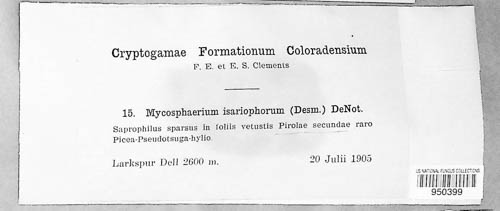 Cryptogamae Formationum Coloradensium
F. E. et E. S. Clements
15. Mycosphaerium isariophorum (Desm.) DeNot.
Saprophilus sparsus in foliis vetustis Pirolae secundae raro
Picea-Pseudotsuga-hylio
Larkspur Dell 2600 m. 20 Julii 1905
US NATIONAL FUNGUS COLLECTIONS
950399